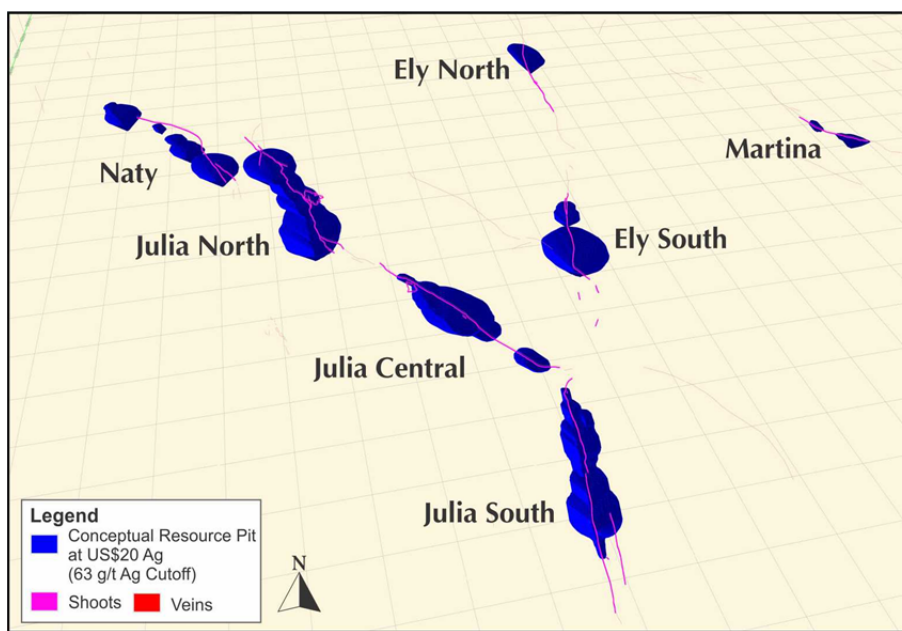 Ely North
Martina
Naty
Julia North
Ely South
Julia Central
Julia South
Legend
Conceptual Resource Pit
at US$20 Ag
(63 g/t Ag Cutoff)
Shoots Veins
N